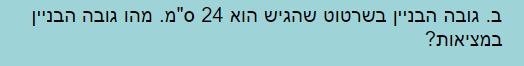 ב. גובה הבניין בשרטוט שהגיש הוא 24 o"מ. מהו גובה הבניין
במציאות?